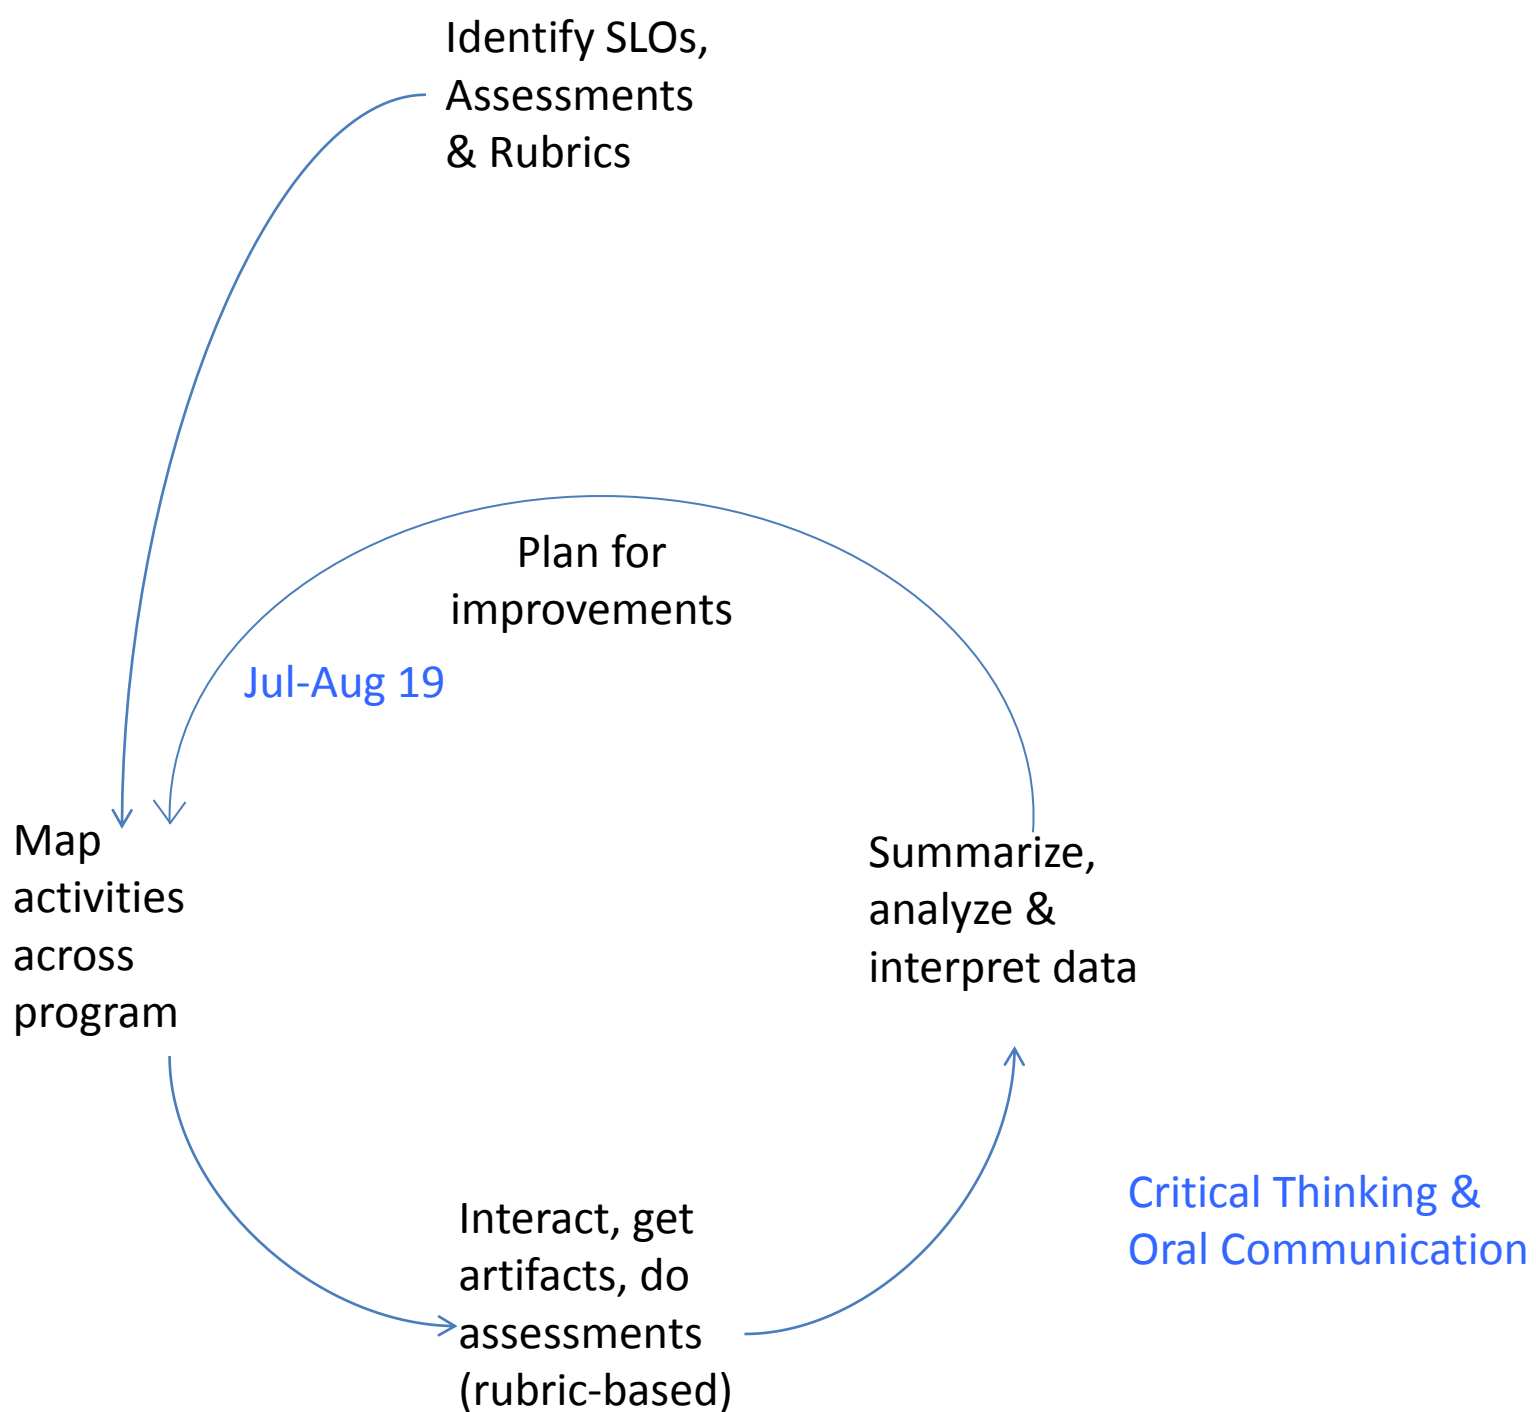 Identify SLOs,
Assessments
& Rubrics
Plan for
improvements
Jul-Aug 19
Map
activities
across
program
Summarize,
analyze &
interpret data
Interact, get
artifacts, do
assessments
(rubric-based)
Critical Thinking &
Oral Communication